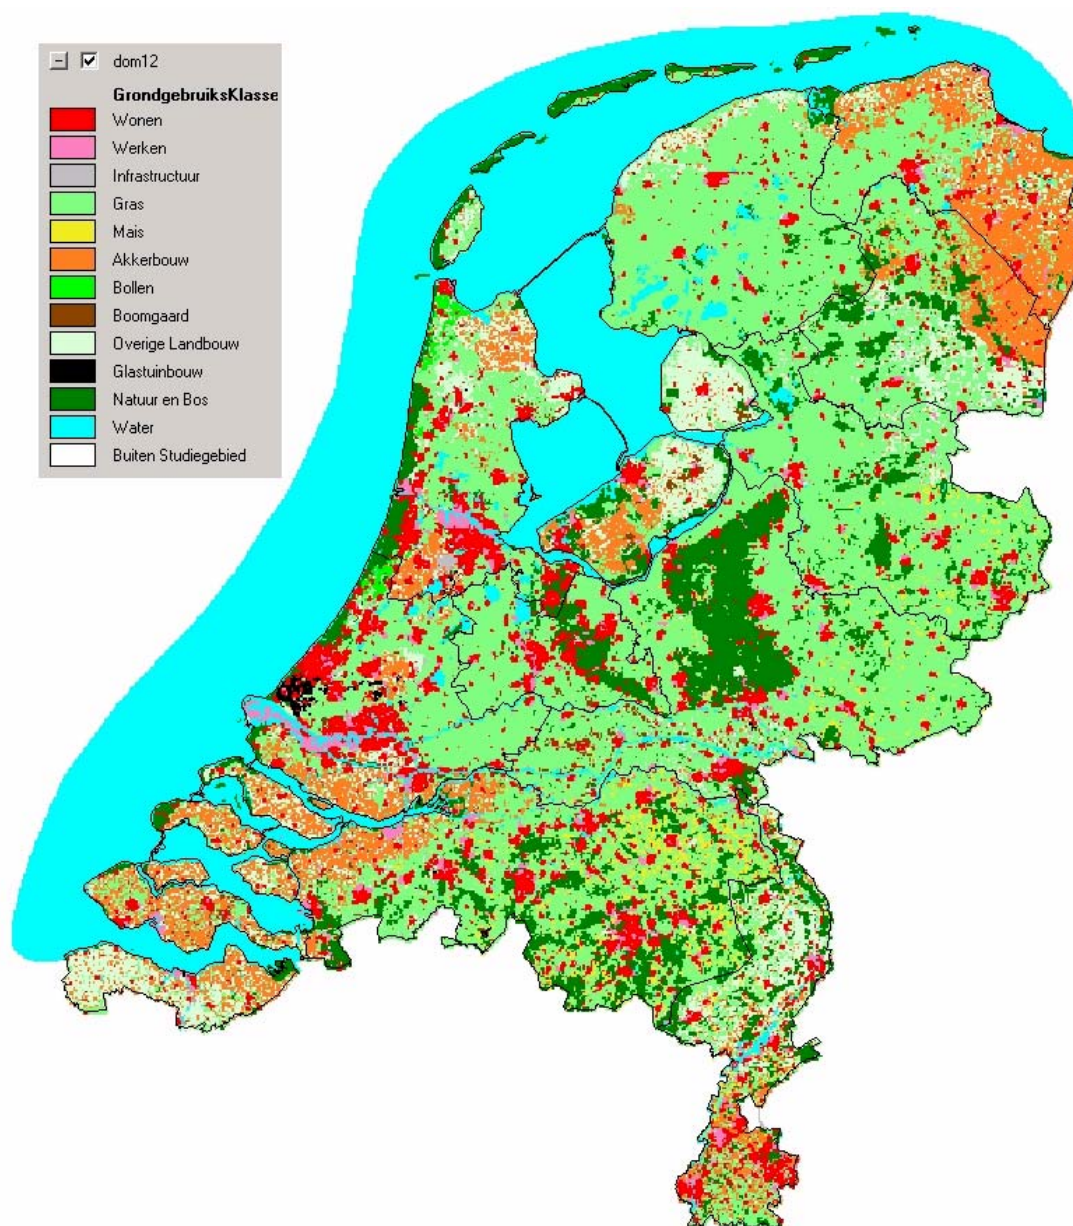 dom12
GrondgebruiksKlasse
Wonen
Werken
Infrastructuur
Gras
Mais
Akkerbouw
Bollen
Boomgaard
Overige Landbouw
Glastuinbouw
Natuur en Bos
Water
Buiten Studiegebied